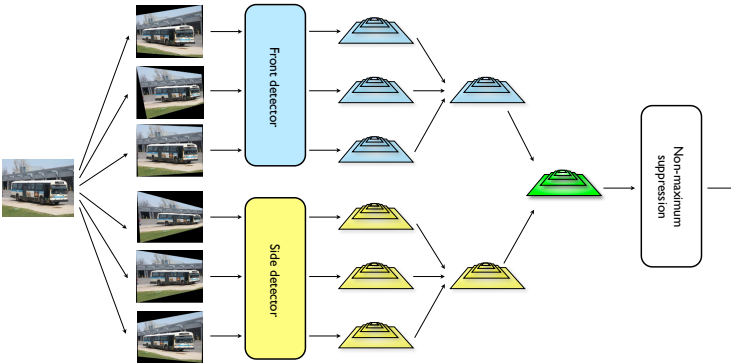 Front detector
Side detector
Non-maximum
suppression